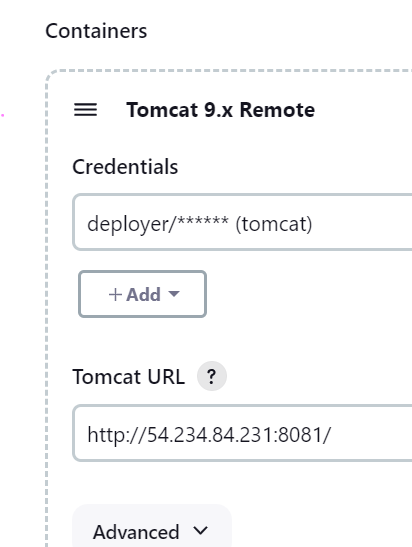 Containers
Tomcat 9.x Remote
Credentials
deployer/****** (tomcat)
+ Add
Tomcat URL ?
http://54.234.84.231:8081/
Advanced